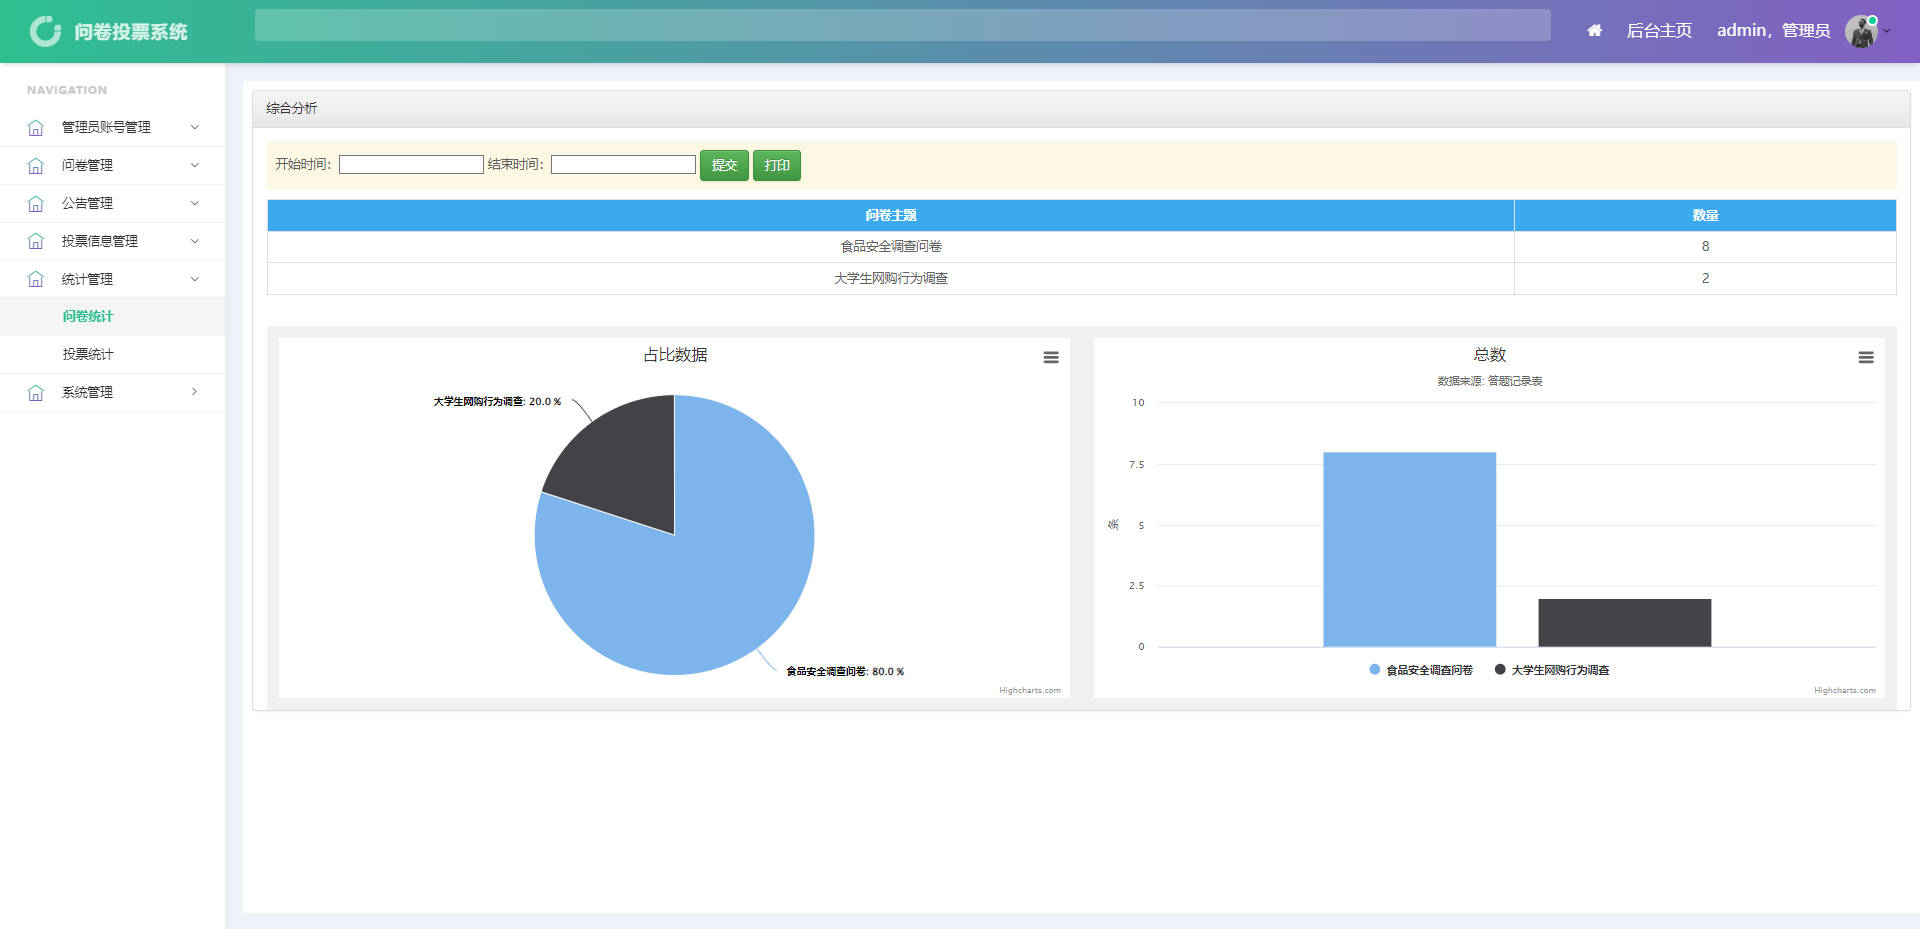 问卷投票系统
后台主页 admin，管理员
NAVIGATION
管理员账号管理
问卷管理
公告管理
投票信息管理
统计管理
问卷统计
投票统计
系统管理
综合分析
开始时间： 结束时间： 提交 打印
问卷主题 数量
食品安全调查问卷 8
大学生网购行为调查 2
占比数据
大学生网购行为调查: 20.0 %
食品安全调查问卷: 80.0 %
Highcharts.com
总数
数据来源: 答题记录表
10
7.5
5
2.5
0
条
食品安全调查问卷 大学生网购行为调查
Highcharts.com